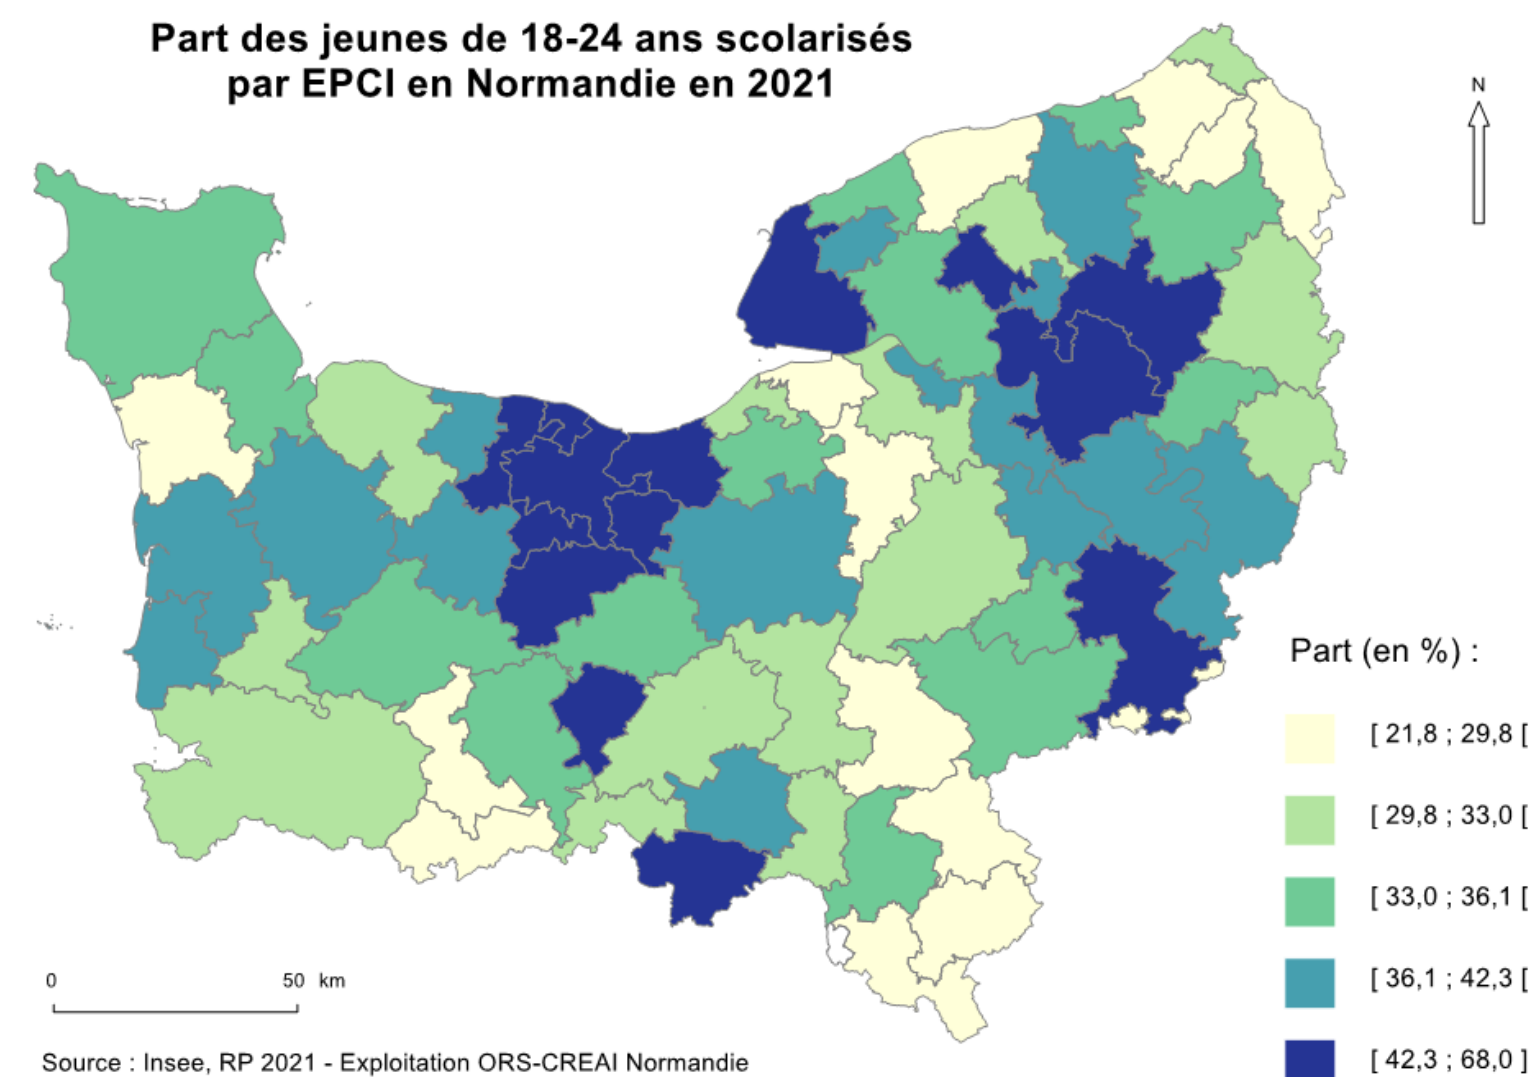 Part des jeunes de 18-24 ans scolarisés
par EPCI en Normandie en 2021
N
Part (en %) :
[ 21,8 ; 29,8 [
[ 29,8 ; 33,0 [
[ 33,0 ; 36,1 [
[ 36,1 ; 42,3 [
[ 42,3 ; 68,0 ]
0 50 km
Source : Insee, RP 2021 - Exploitation ORS-CREAI Normandie